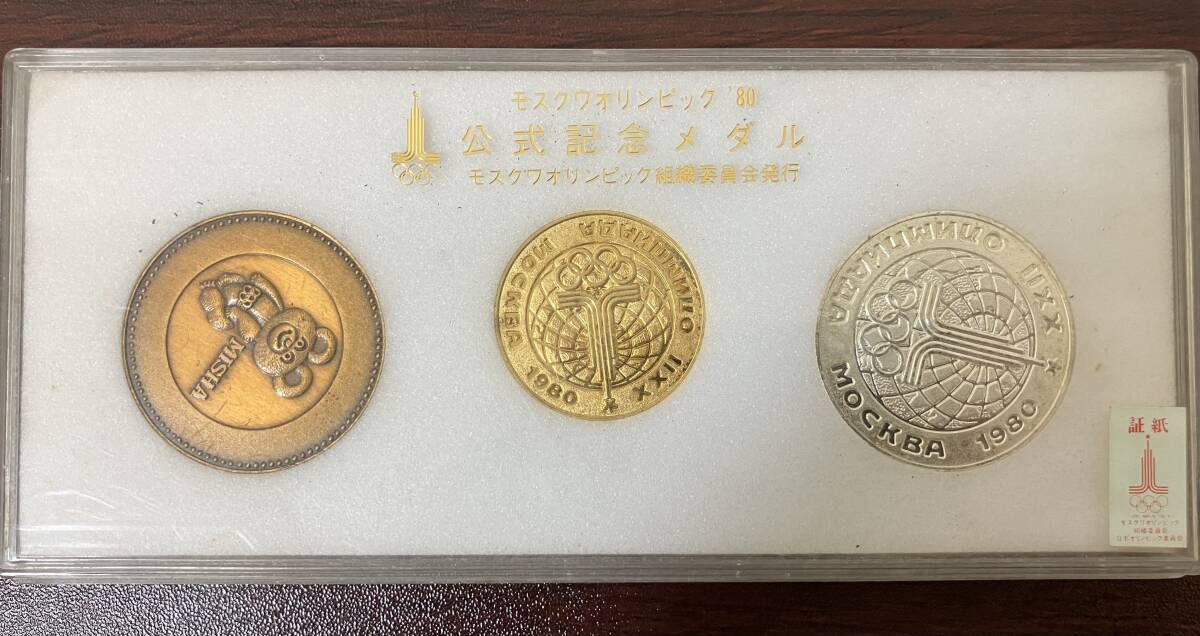 モスクワオリンピック '80
公式記念メダル
モスクワオリンピック組織委員会発行
MISHA
XXII ОЛИМПИАДА МОСКВА 1980
XXII ОЛИМПИАДА
МОСКВА 1980
証紙
モスクワオリンピック
組織委員会
日本オリンピック委員会